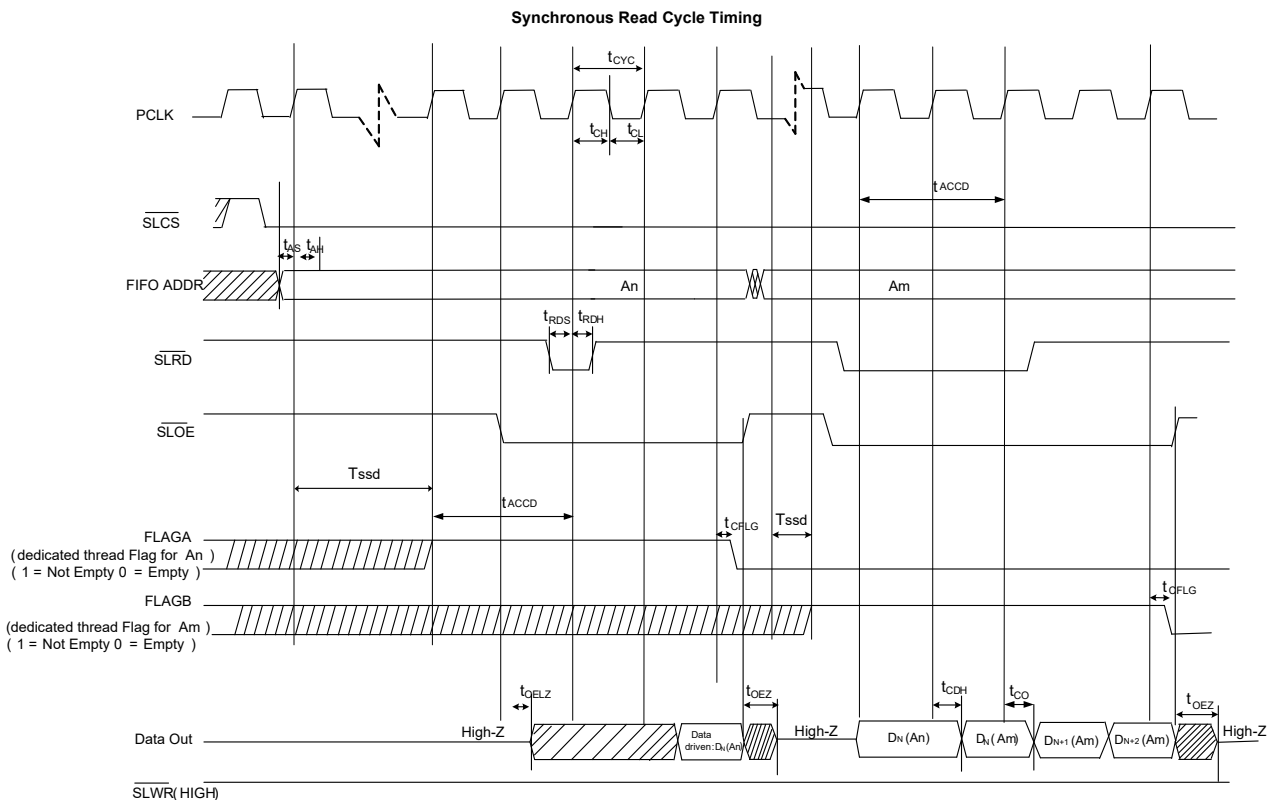 Synchronous Read Cycle Timing
tCYC
PCLK
tCH
tCL
tACCD
SLCS
tAS
tAH
FIFO ADDR
An
Am
tRDS
tRDH
SLRD
SLOE
Tssd
tACCD
FLAGA
tCFLG
Tssd
(dedicated thread Flag for An )
( 1 = Not Empty 0 = Empty )
FLAGB
tCFLG
(dedicated thread Flag for Am )
( 1 = Not Empty 0 = Empty )
tOELZ
tOEZ
tCDH
tCO
tOEZ
Data Out
High-Z
Data
driven:DN(An)
High-Z
DN(An)
DN(Am)
DN+1(Am)
DN+2(Am)
High-Z
SLWR(HIGH)